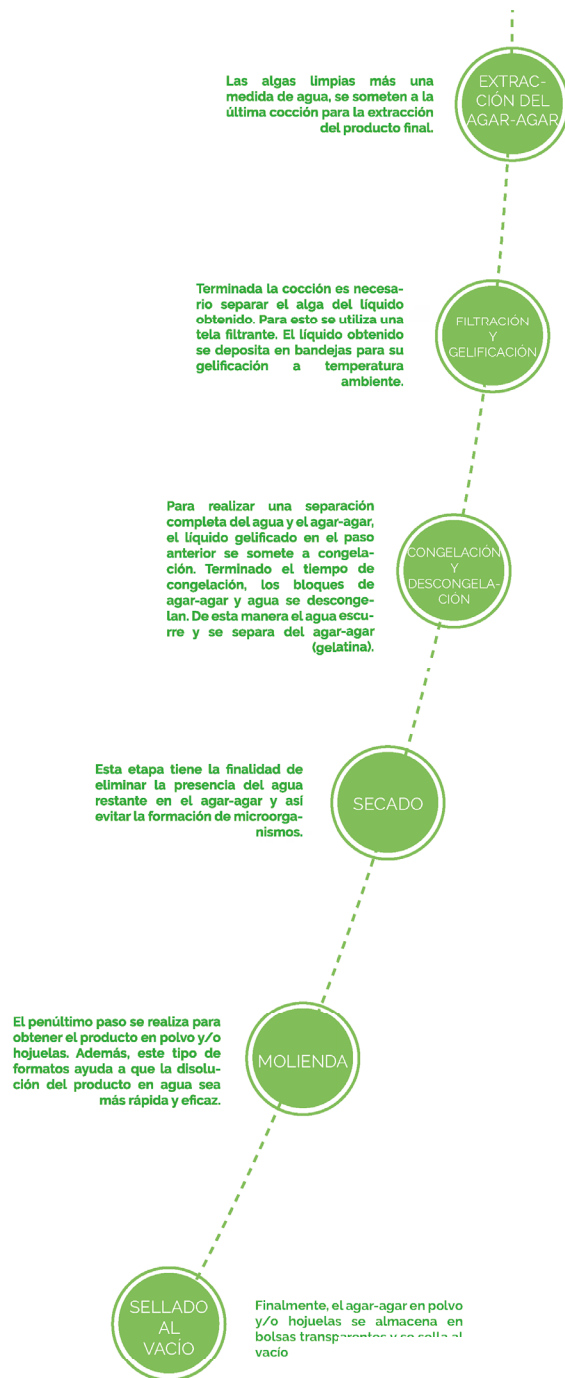 Las algas limpias más una
medida de agua, se someten a la
última cocción para la extracción
del producto final.
EXTRAC-
CIÓN DEL
AGAR-AGAR
Terminada la cocción es necesa-
rio separar el alga del líquido
obtenido. Para esto se utiliza una
tela filtrante. El líquido obtenido
se deposita en bandejas para su
gelificación a temperatura
ambiente.
FILTRACIÓN
Y
GELIFICACIÓN
Para realizar una separación
completa del agua y el agar-agar,
el líquido gelificado en el paso
anterior se somete a congela-
ción. Terminado el tiempo de
congelación, los bloques de
agar-agar y agua se desconge-
lan. De esta manera el agua escu-
rre y se separa del agar-agar
(gelatina).
CONGELACIÓN
Y
DESCONGELA-
CIÓN
Esta etapa tiene la finalidad de
eliminar la presencia del agua
restante en el agar-agar y así
evitar la formación de microorga-
nismos.
SECADO
El penúltimo paso se realiza para
obtener el producto en polvo y/o
hojuelas. Además, este tipo de
formatos ayuda a que la disolu-
ción del producto en agua sea
más rápida y eficaz.
MOLIENDA
SELLADO
AL
VACÍO
Finalmente, el agar-agar en polvo
y/o hojuelas se almacena en
bolsas transparentes y se sella al
vacío